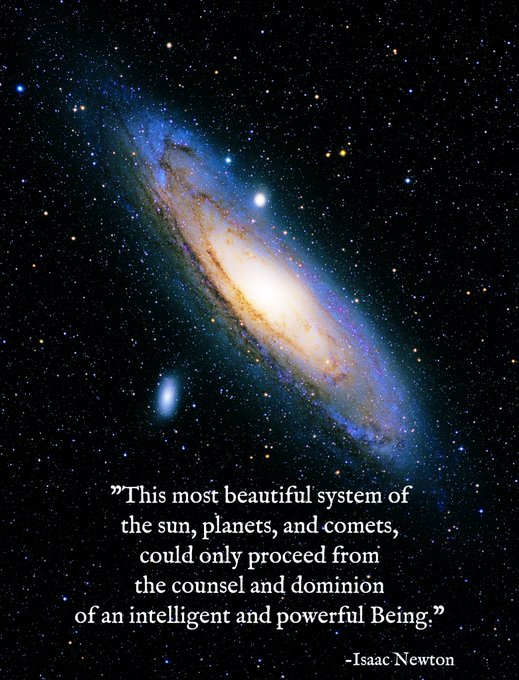 "This most beautiful system of
the sun, planets, and comets,
could only proceed from
the counsel and dominion
of an intelligent and powerful Being."
-Isaac Newton